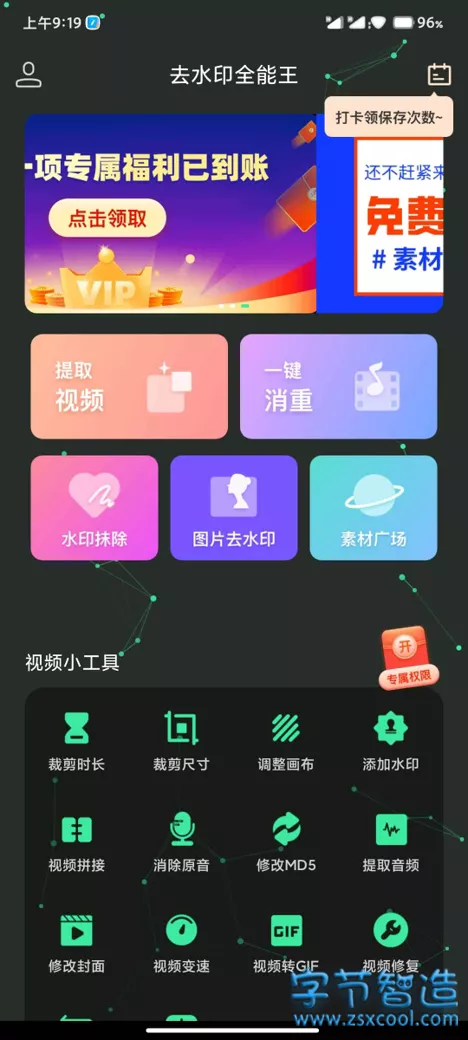 上午9:19
96%
去水印全能王
打卡领保存次数~
一项专属福利已到账
点击领取
VIP
还不赶紧来
免费
#素材
提取
视频
一键
消重
水印抹除
图片去水印
素材广场
视频小工具
开
专属权限
裁剪时长
裁剪尺寸
调整画布
添加水印
视频拼接
消除原音
修改MD5
提取音频
修改封面
视频变速
GIF
视频转GIF
视频修复
字节智造
www.zsxcool.com